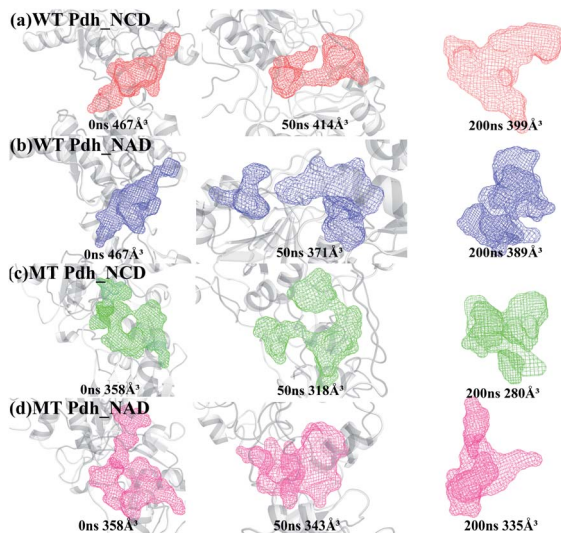 (a)WT Pdh_NCD
0ns 467Å³
50ns 414Å³
200ns 399Å³
(b)WT Pdh_NAD
0ns 467Å³
50ns 371Å³
200ns 389Å³
(c)MT Pdh_NCD
0ns 358Å³
50ns 318Å³
200ns 280Å³
(d)MT Pdh_NAD
0ns 358Å³
50ns 343Å³
200ns 335Å³